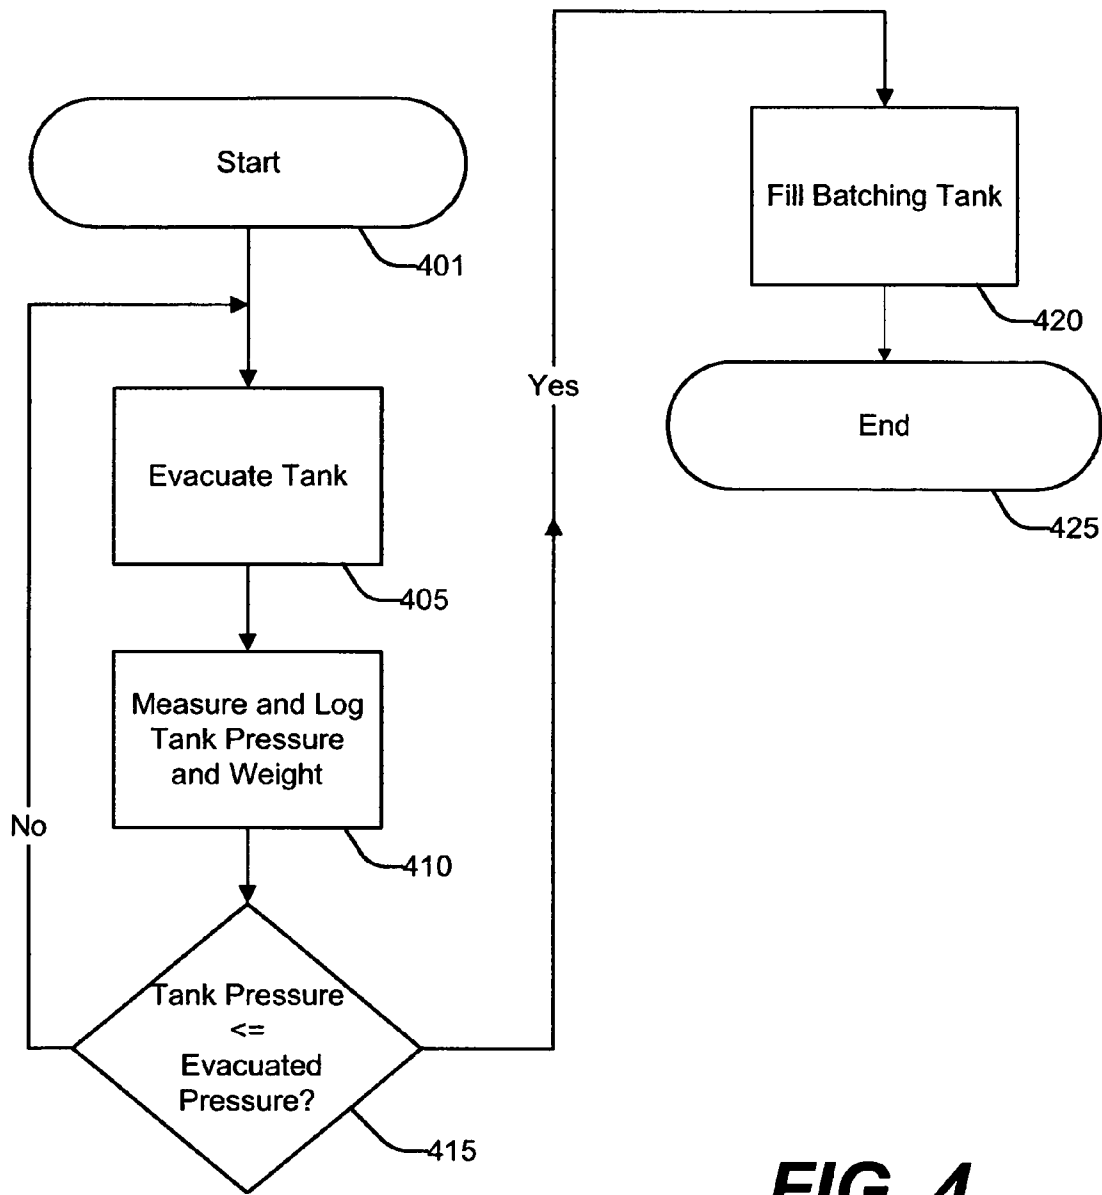 Start
401
Evacuate Tank
405
Measure and Log
Tank Pressure
and Weight
410
Tank Pressure
<=
Evacuated
Pressure?
415
No
Yes
Fill Batching Tank
420
End
425
FIG. 4